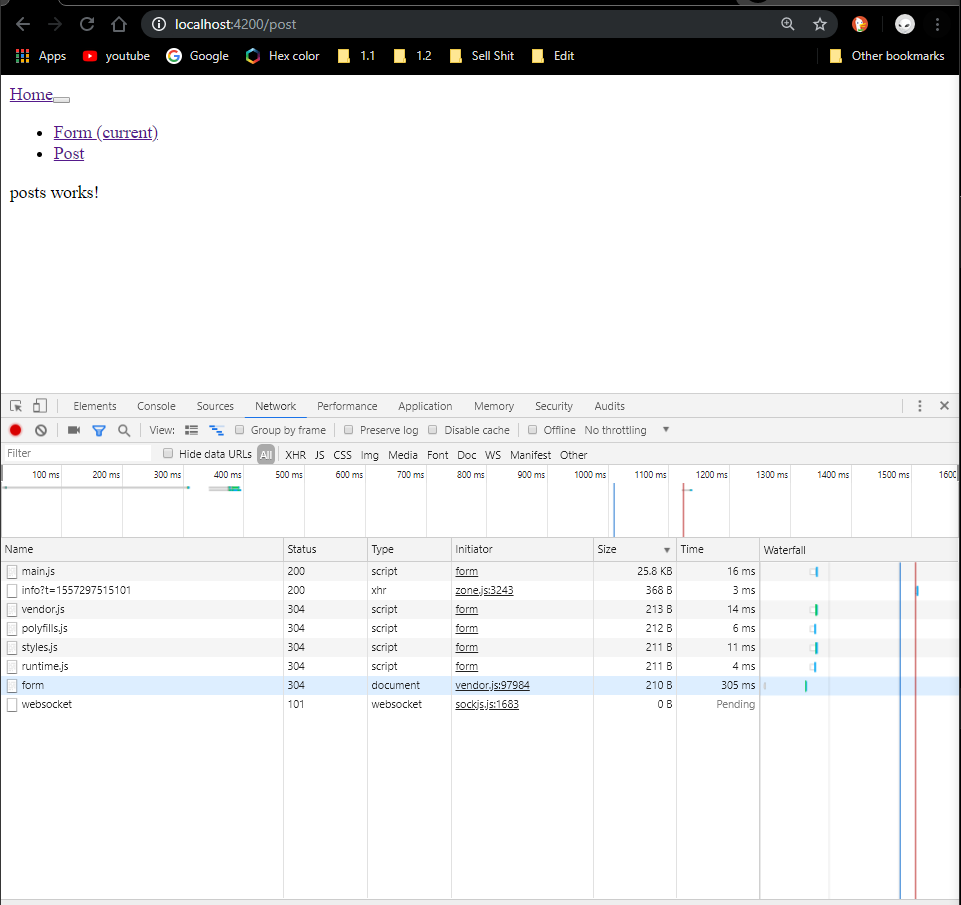 localhost:4200/post
Apps youtube Google Hex color 1.1 1.2 Sell Shit Edit Other bookmarks
Home
Form (current)
Post
posts works!
Elements Console Sources Network Performance Application Memory Security Audits
View: Group by frame Preserve log Disable cache Offline No throttling
Filter Hide data URLs All XHR JS CSS Img Media Font Doc WS Manifest Other
100 ms 200 ms 300 ms 400 ms 500 ms 600 ms 700 ms 800 ms 900 ms 1000 ms 1100 ms 1200 ms 1300 ms 1400 ms 1500 ms 1600
Name Status Type Initiator Size Time Waterfall
main.js 200 script form 25.8 KB 16 ms
info?t=1557297515101 200 xhr zone.js:3243 368 B 3 ms
vendor.js 304 script form 213 B 14 ms
polyfills.js 304 script form 212 B 6 ms
styles.js 304 script form 211 B 11 ms
runtime.js 304 script form 211 B 4 ms
form 304 document vendor.js:97984 210 B 305 ms
websocket 101 websocket sockjs.js:1683 0 B Pending